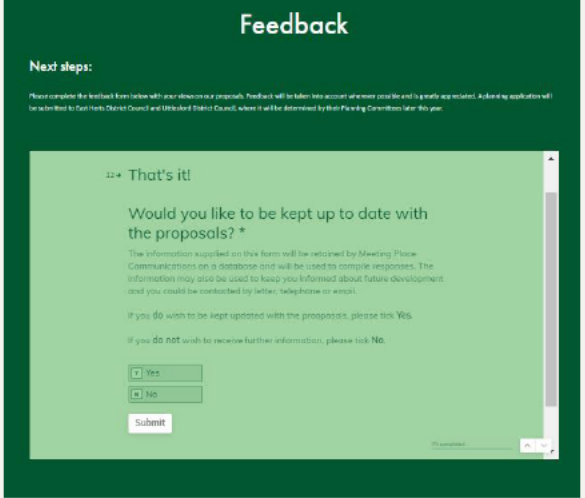 Feedback
Next steps:
Please complete the feedback form below with your views on our proposals. Feedback will be taken into account wherever possible and is greatly appreciated. A planning application will
be submitted to East Herts District Council and Uttlesford District Council, where it will be determined by their Planning Committees later this year.
That's it!
Would you like to be kept up to date with
the proposals? *
The information supplied on this form will be retained by Meeting Place
Communications on a database and will be used to compile responses. The
information may also be used to keep you informed about future development
and you could be contacted by letter, telephone or email.
If you do wish to be kept updated with the proaposals, please tick Yes.
If you do not wish to receive further information, please tick No.
Y Yes
N No
Submit
completed